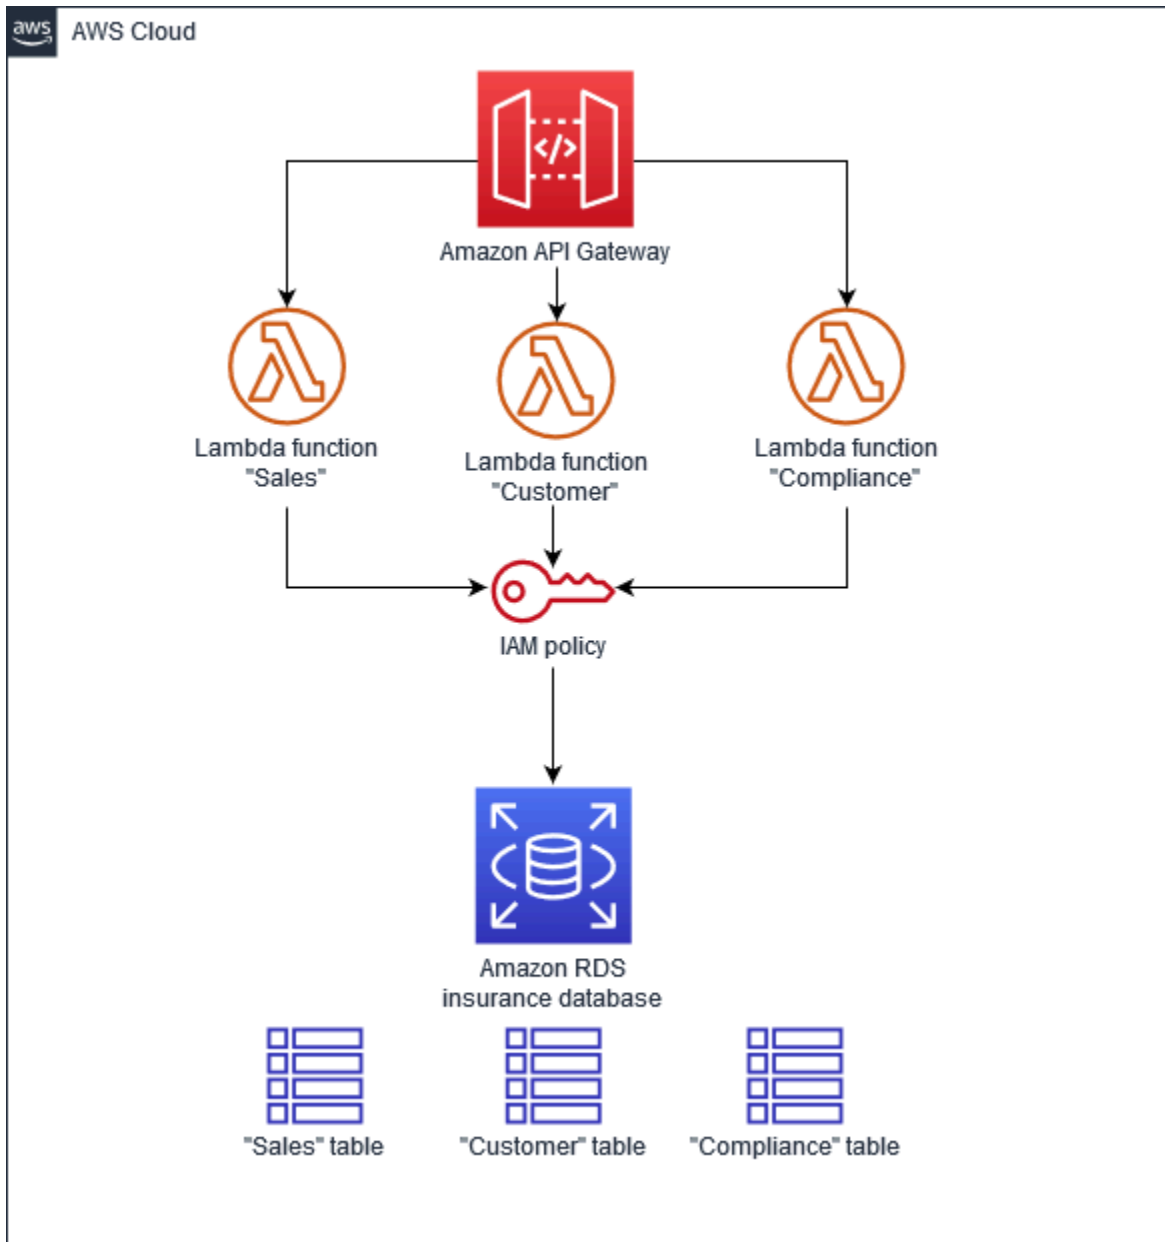 aws
AWS Cloud
</>
Amazon API Gateway
Lambda function
"Sales"
Lambda function
"Customer"
Lambda function
"Compliance"
IAM policy
Amazon RDS
insurance database
"Sales" table
"Customer" table
"Compliance" table